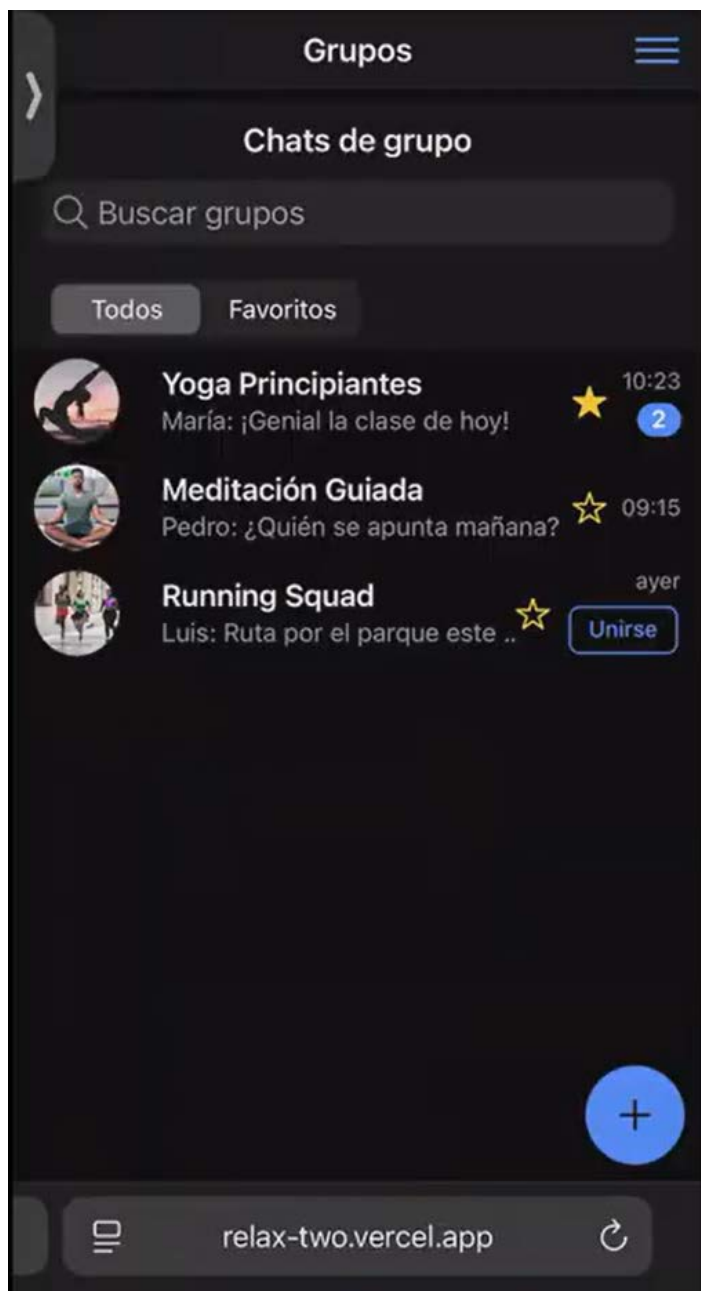 Grupos
Chats de grupo
Buscar grupos
Todos
Favoritos
Yoga Principiantes
10:23
María: ¡Genial la clase de hoy!
2
Meditación Guiada
Pedro: ¿Quién se apunta mañana?
09:15
Running Squad
ayer
Luis: Ruta por el parque este ..
Unirse
+
relax-two.vercel.app